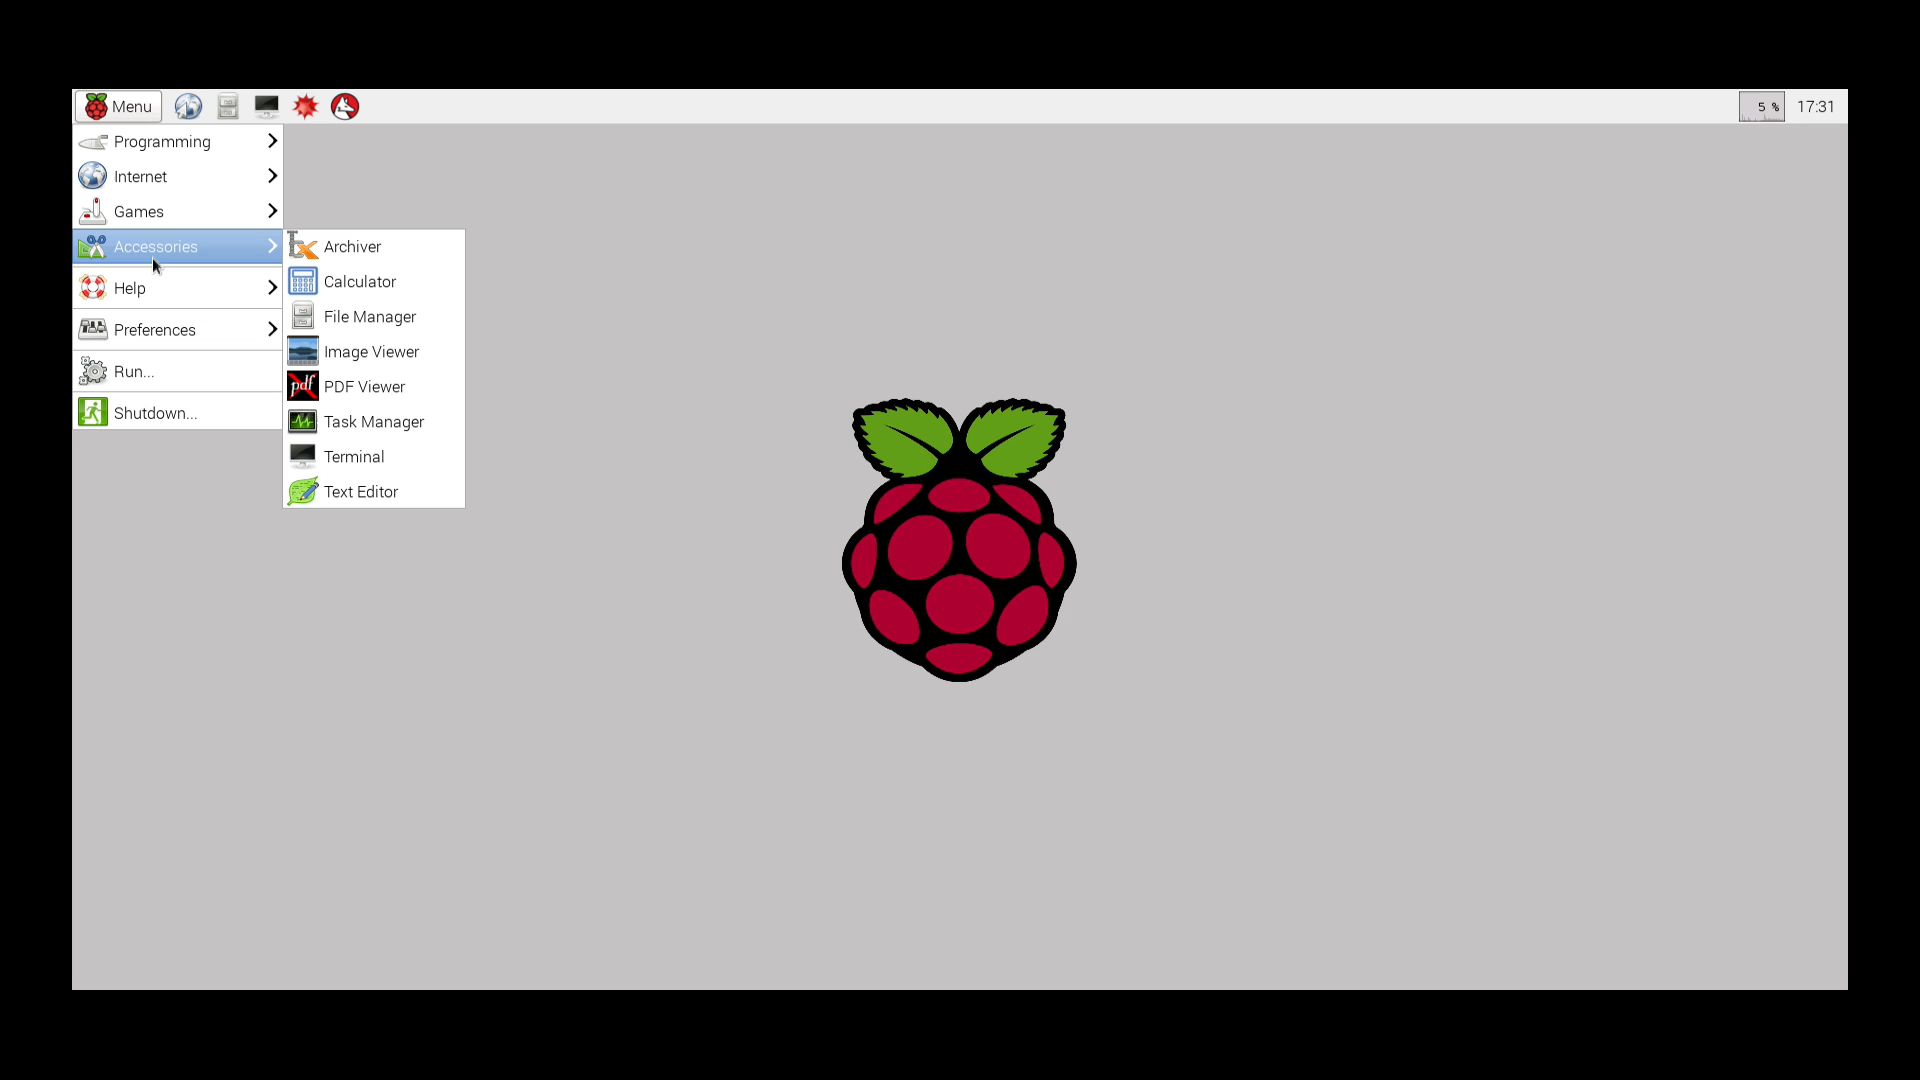 Menu
5 %
17:31
Programming
Internet
Games
Accessories
Help
Preferences
Run...
Shutdown...
Archiver
Calculator
File Manager
Image Viewer
pdf
PDF Viewer
Task Manager
Terminal
Text Editor